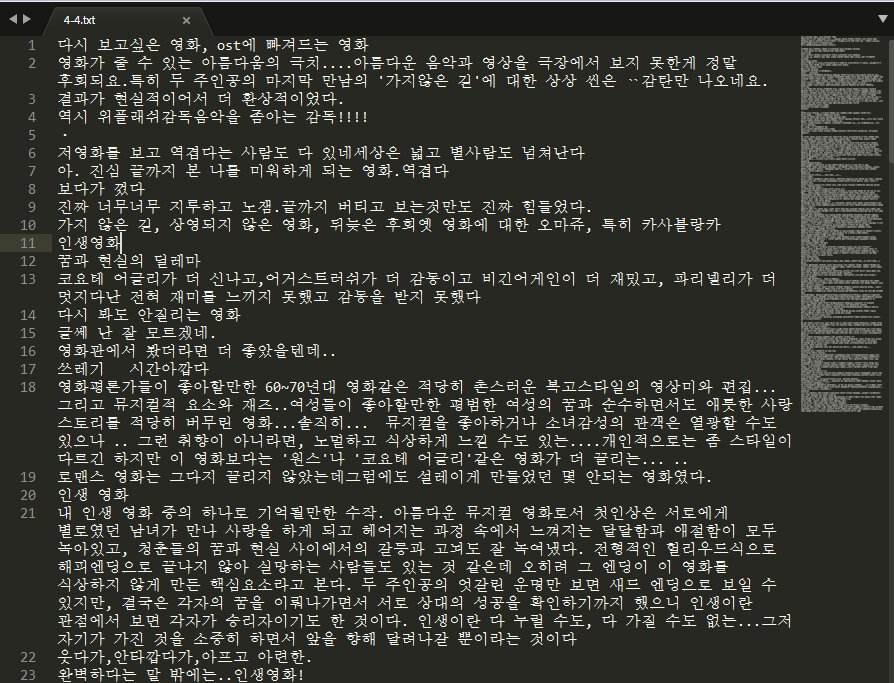 4-4.txt
1 다시 보고싶은 영화, ost에 빠져드는 영화
2 영화가 줄 수 있는 아름다움의 극치....아름다운 음악과 영상을 극장에서 보지 못한게 정말
후회되요.특히 두 주인공의 마지막 만남의 '가지않은 길'에 대한 상상 씬은 ᆢ감탄만 나오네요.
3 결과가 현실적이어서 더 환상적이었다.
4 역시 위플래쉬감독음악을 좀아는 감독!!!!
5 .
6 저영화를 보고 역겹다는 사람도 다 있네세상은 넓고 별사람도 넘쳐난다
7 아. 진심 끝까지 본 나를 미워하게 되는 영화.역겹다
8 보다가 껐다
9 진짜 너무너무 지루하고 노잼.끝까지 버티고 보는것만도 진짜 힘들었다.
10 가지 않은 길, 상영되지 않은 영화, 뒤늦은 후회옛 영화에 대한 오마쥬, 특히 카사블랑카
11 인생영화
12 꿈과 현실의 딜레마
13 코요테 어글리가 더 신나고,어거스트러쉬가 더 감동이고 비긴어게인이 더 재밌고, 파리넬리가 더
멋지다난 전혀 재미를 느끼지 못했고 감동을 받지 못했다
14 다시 봐도 안질리는 영화
15 글쎄 난 잘 모르겠네.
16 영화관에서 봤더라면 더 좋았을텐데..
17 쓰레기 시간아깝다
18 영화평론가들이 좋아할만한 60~70년대 영화같은 적당히 촌스러운 복고스타일의 영상미와 편집...
그리고 뮤지컬적 요소와 재즈..여성들이 좋아할만한 평범한 여성의 꿈과 순수하면서도 애틋한 사랑
스토리를 적당히 버무린 영화...솔직히... 뮤지컬을 좋아하거나 소녀감성의 관객은 열광할 수도
있으나 .. 그런 취향이 아니라면, 노멀하고 식상하게 느낄 수도 있는....개인적으로는 좀 스타일이
다르긴 하지만 이 영화보다는 '원스'나 '코요테 어글리'같은 영화가 더 끌리는... ..
19 로맨스 영화는 그다지 끌리지 않았는데그럼에도 설레이게 만들었던 몇 안되는 영화였다.
20 인생 영화
21 내 인생 영화 중의 하나로 기억될만한 수작. 아름다운 뮤지컬 영화로서 첫인상은 서로에게
별로였던 남녀가 만나 사랑을 하게 되고 헤어지는 과정 속에서 느껴지는 달달함과 애절함이 모두
녹아있고, 청춘들의 꿈과 현실 사이에서의 갈등과 고뇌도 잘 녹여냈다. 전형적인 헐리우드식으로
해피엔딩으로 끝나지 않아 실망하는 사람들도 있는 것 같은데 오히려 그 엔딩이 이 영화를
식상하지 않게 만든 핵심요소라고 본다. 두 주인공의 엇갈린 운명만 보면 새드 엔딩으로 보일 수
있지만, 결국은 각자의 꿈을 이뤄나가면서 서로 상대의 성공을 확인하기까지 했으니 인생이란
관점에서 보면 각자가 승리자이기도 한 것이다. 인생이란 다 누릴 수도, 다 가질 수도 없는...그저
자기가 가진 것을 소중히 하면서 앞을 향해 달려나갈 뿐이라는 것이다
22 웃다가,안타깝다가,아프고 아련한.
23 완벽하다는 말 밖에는..인생영화!